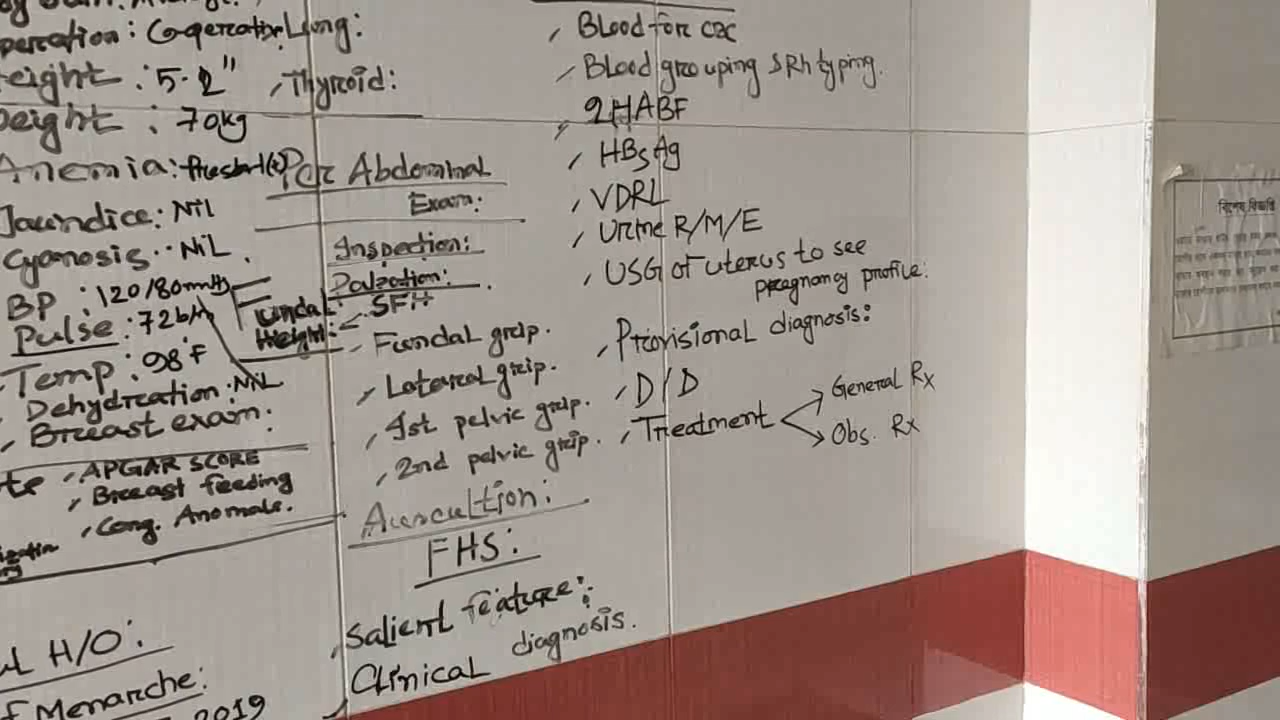 Co-operative
Height : 5-2"
Weight : 70kg
Anemia:
Jaundice: Nil
Cyanosis: NiL
BP : 120/80mmHg
Pulse : 72b/m
Temp : 98°F
Dehydration: NiL
Breast exam:
APGAR SCORE
Breast feeding
Cong. Anomals.
H/O:
Menarche:
2019
Lung:
Thyroid:
Per Abdominal
Exam:
Inspection:
Palpation:
Fundal Height: SFH
Fundal grip.
Lateral grip.
1st pelvic grip.
2nd pelvic grip.
Auscultion:
FHS:
Salient feature:
Clinical diagnosis.
Blood for CBC
Blood grouping & Rh typing.
2HABF
HBsAg
VDRL
Urine R/M/E
USG of uterus to see
pregnancy profile:
Provisional diagnosis:
D/D
Treatment
General Rx
Obs. Rx